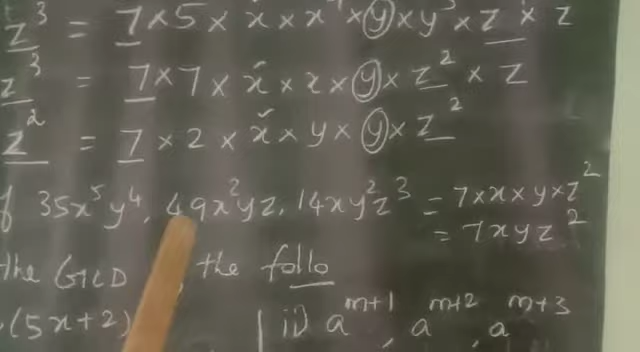 z³ = 7 × 5 × x × x⁴ × y × y³ × z × z
z³ = 7 × 7 × x × x × y × z² × z
z² = 7 × 2 × x × y × y × z²
f 35x⁵y⁴, 49x²yz, 14xy²z³ = 7×x×y×z²
= 7xyz²
the GCD the follo
(5x+2) ii) a^{m+1}, a^{m+2}, a^{m+3}